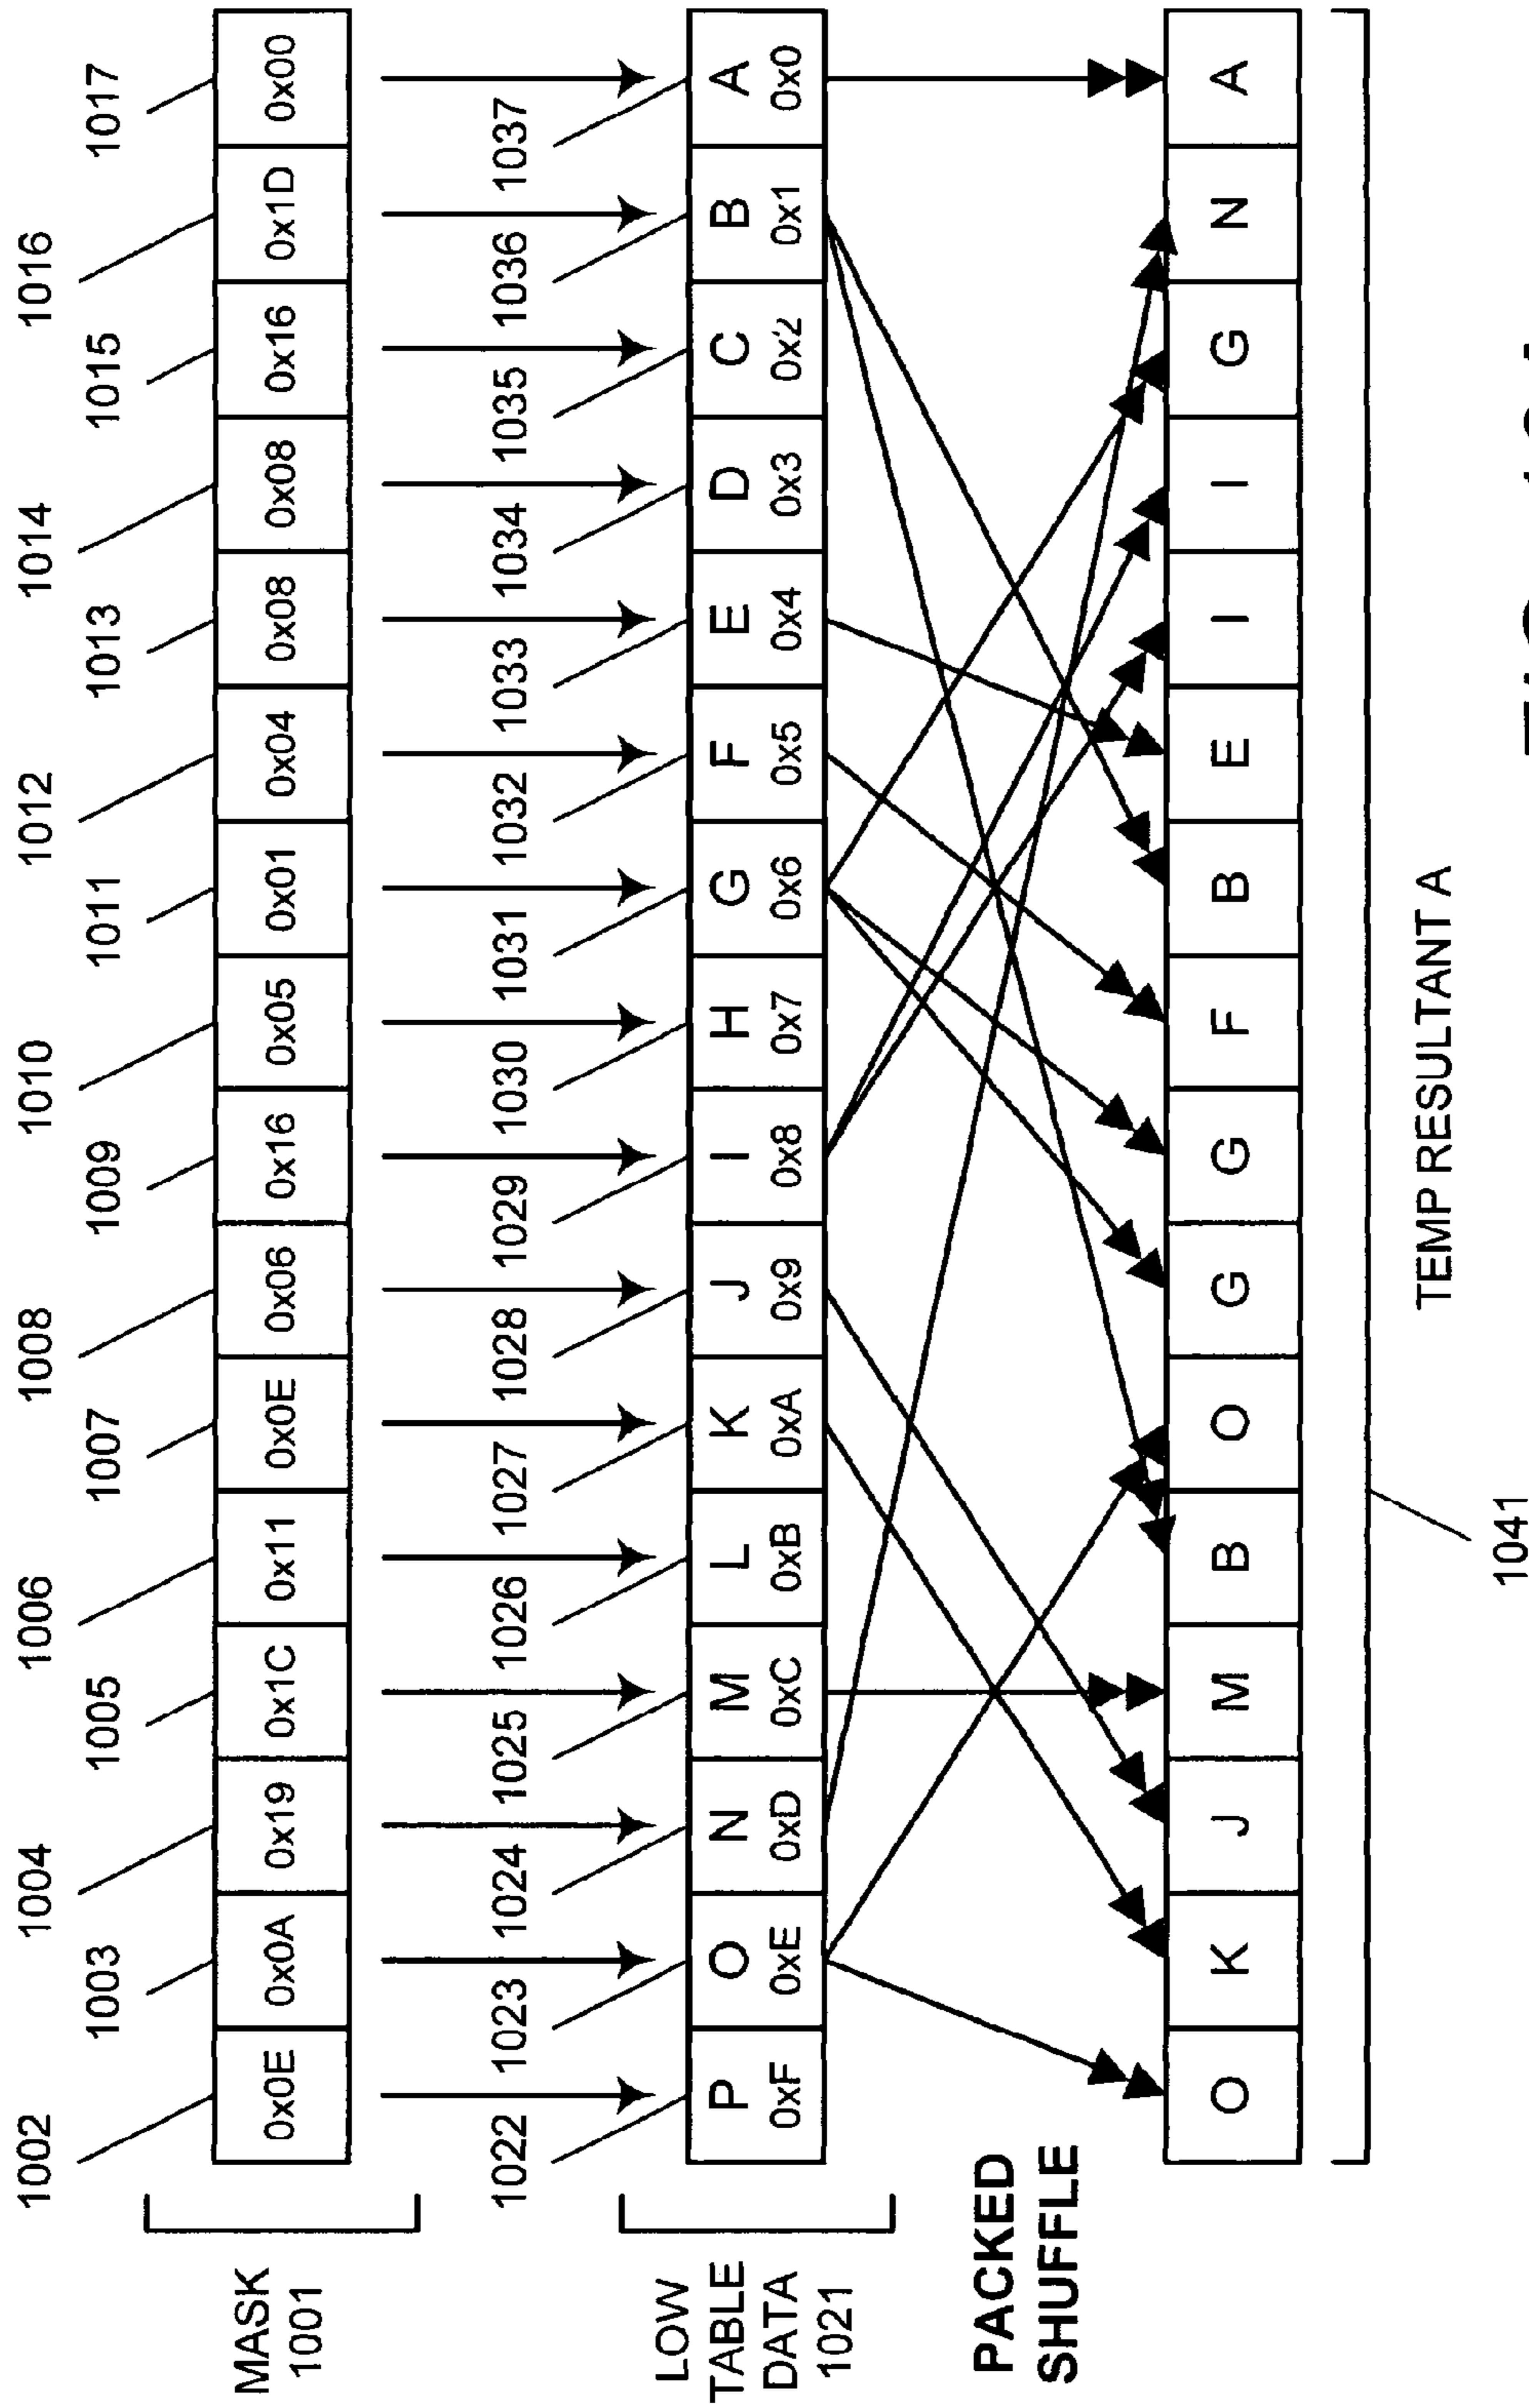 1002 1004 1006 1008 1010 1012 1014 1016
1003 1005 1007 1009 1011 1013 1015 1017
MASK
1001
0x0E 0x0A 0x19 0x1C 0x11 0x0E 0x06 0x16 0x05 0x01 0x04 0x08 0x08 0x16 0x1D 0x00
1022 1023 1024 1025 1026 1027 1028 1029 1030 1031 1032 1033 1034 1035 1036 1037
LOW
TABLE
DATA
1021
P O N M L K J I H G F E D C B A
0xF 0xE 0xD 0xC 0xB 0xA 0x9 0x8 0x7 0x6 0x5 0x4 0x3 0x2 0x1 0x0
PACKED
SHUFFLE
O K J M B O G G F B E I I G N A
TEMP RESULTANT A
1041